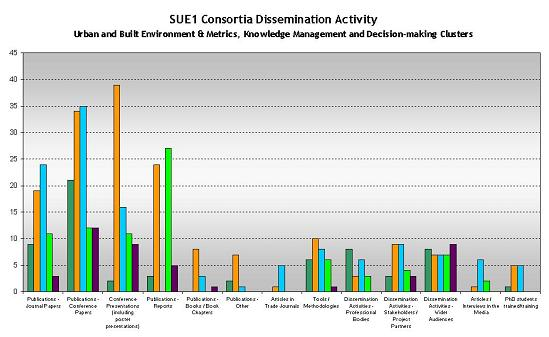 SUE1 Consortia Dissemination Activity
Urban and Built Environment & Metrics, Knowledge Management and Decision-making Clusters
45
40
35
30
25
20
15
10
5
0
Publications -
Journal Papers
Publications -
Conference
Papers
Conference
Presentations
(including
poster
presentations)
Publications -
Reports
Publications -
Books / Book
Chapters
Publications -
Other
Articles in
Trade Journals
Tools /
Methodologies
Dissemination
Activities -
Professional
Bodies
Dissemination
Activities -
Stakeholders /
Project
Partners
Dissemination
Activities -
Wider
Audiences
Articles /
Interviews in the
Media
PhD students
trained/training